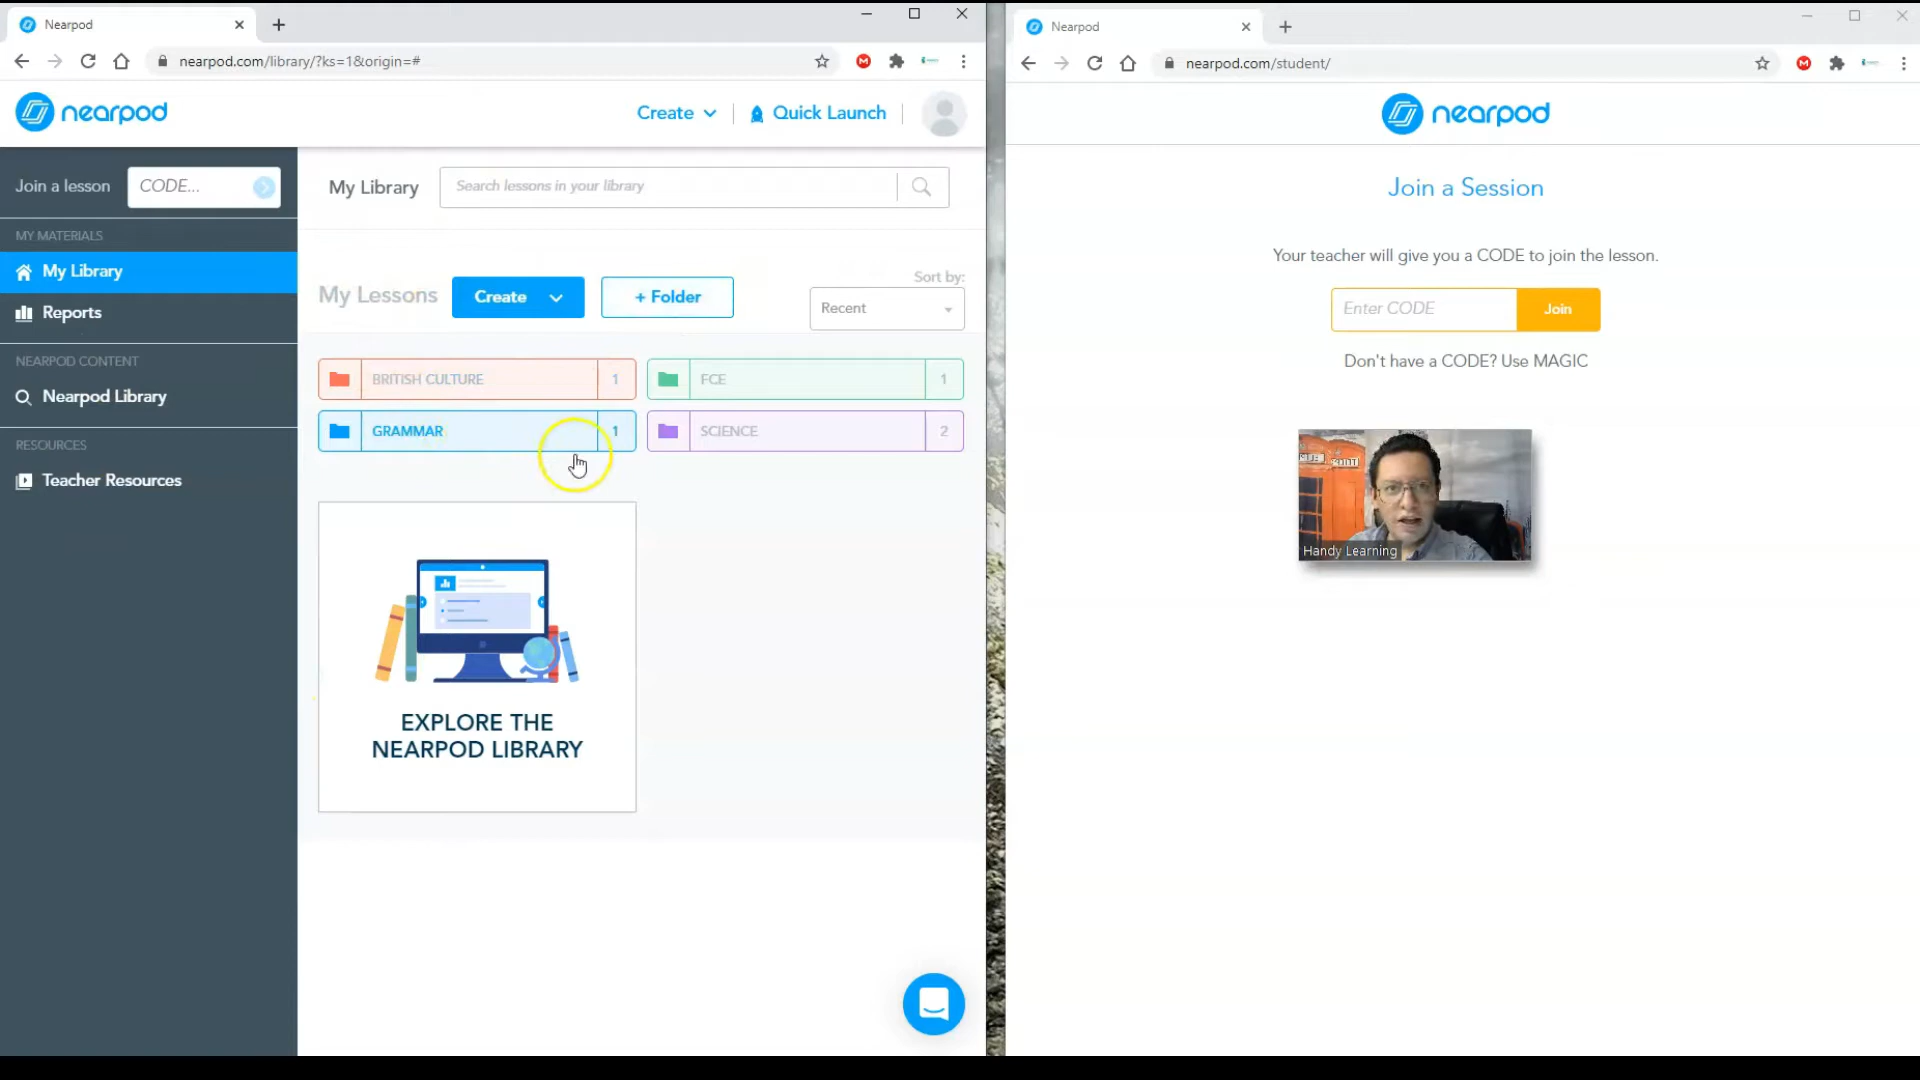 Nearpod
nearpod.com/library/?ks=1&origin=#
nearpod
Create
Quick Launch
Join a lesson
CODE...
MY MATERIALS
My Library
Reports
NEARPOD CONTENT
Nearpod Library
RESOURCES
Teacher Resources
My Library
Search lessons in your library
My Lessons
Create
+ Folder
Sort by:
Recent
BRITISH CULTURE 1
FCE 1
GRAMMAR 1
SCIENCE 2
EXPLORE THE
NEARPOD LIBRARY
Nearpod
nearpod.com/student/
nearpod
Join a Session
Your teacher will give you a CODE to join the lesson.
Enter CODE
Join
Don't have a CODE? Use MAGIC
Handy Learning